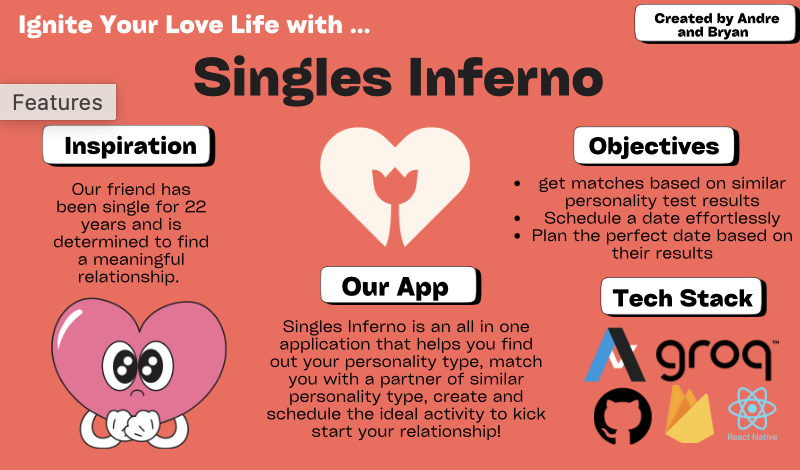 Ignite Your Love Life with ...
Created by Andre
and Bryan
Singles Inferno
Features
Inspiration
Our friend has
been single for 22
years and is
determined to find
a meaningful
relationship.
Our App
Singles Inferno is an all in one
application that helps you find
out your personality type, match
you with a partner of similar
personality type, create and
schedule the ideal activity to kick
start your relationship!
Objectives
• get matches based on similar
personality test results
• Schedule a date effortlessly
• Plan the perfect date based on
their results
Tech Stack
groq™
React Native